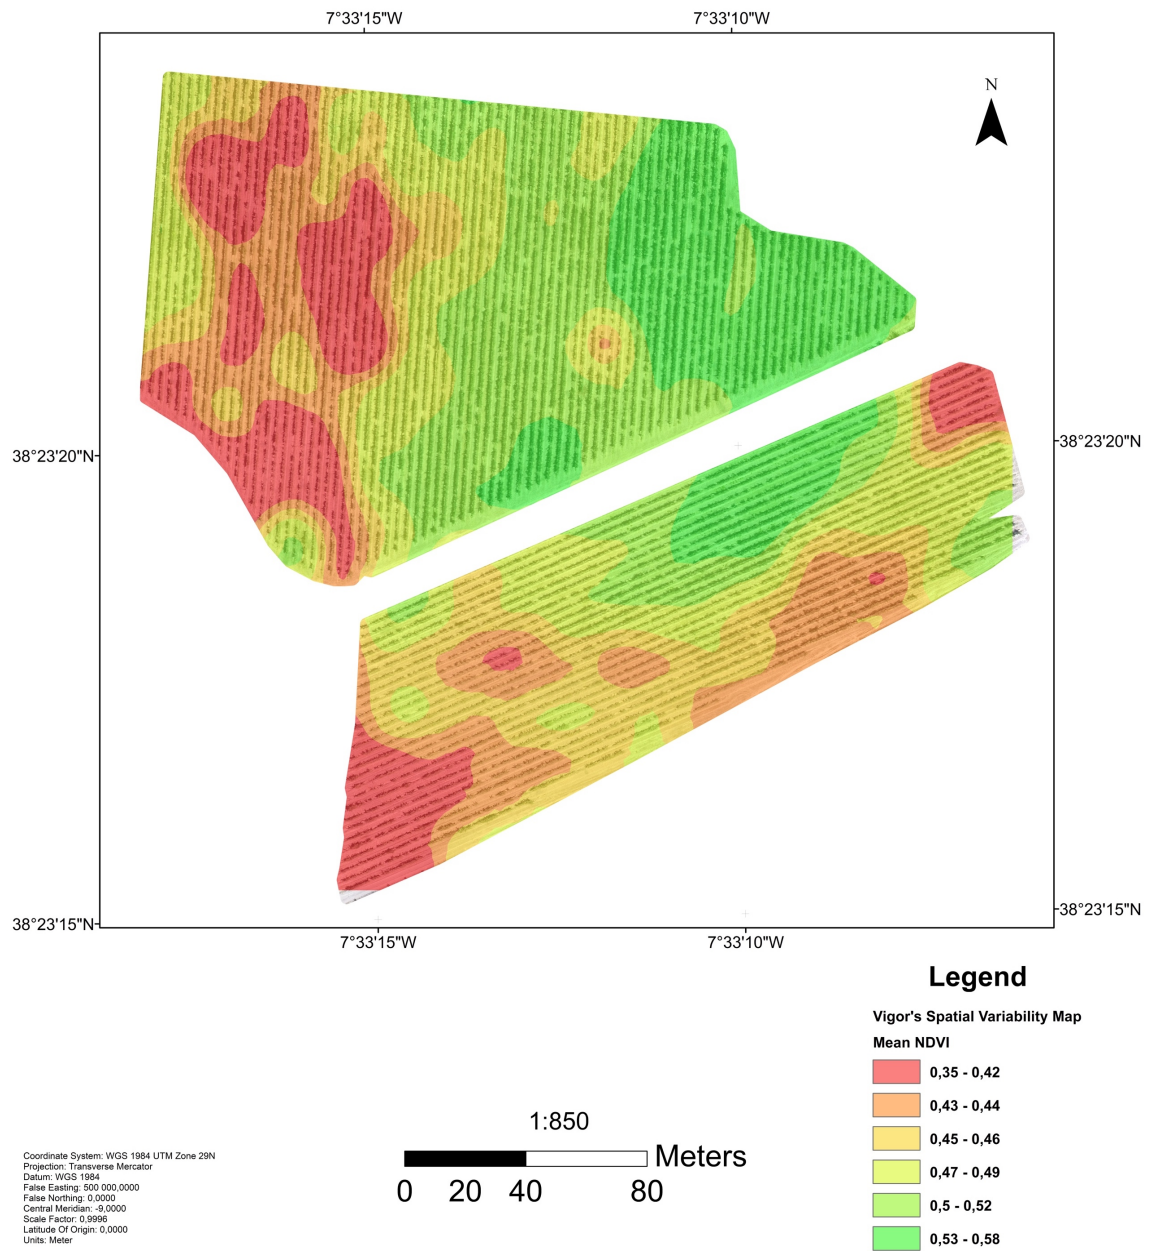 7°33'15"W 7°33'10"W
N
38°23'20"N 38°23'20"N
38°23'15"N 38°23'15"N
7°33'15"W 7°33'10"W
Legend
Vigor's Spatial Variability Map
Mean NDVI
0,35 - 0,42
0,43 - 0,44
0,45 - 0,46
0,47 - 0,49
0,5 - 0,52
0,53 - 0,58
1:850
Meters
0 20 40 80
Coordinate System: WGS 1984 UTM Zone 29N
Projection: Transverse Mercator
Datum: WGS 1984
False Easting: 500 000,0000
False Northing: 0,0000
Central Meridian: -9,0000
Scale Factor: 0,9996
Latitude Of Origin: 0,0000
Units: Meter